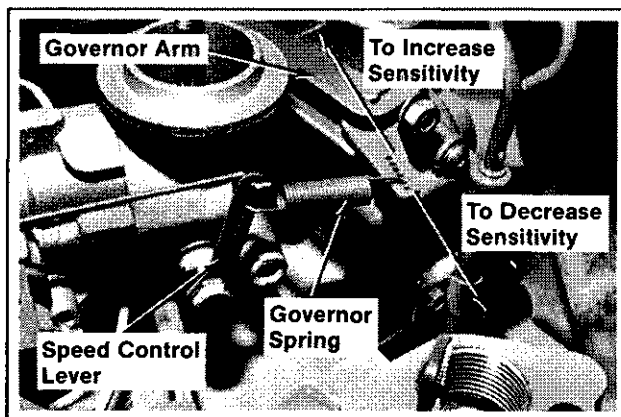 Governor Arm
To Increase
Sensitivity
To Decrease
Sensitivity
Governor
Spring
Speed Control
Lever